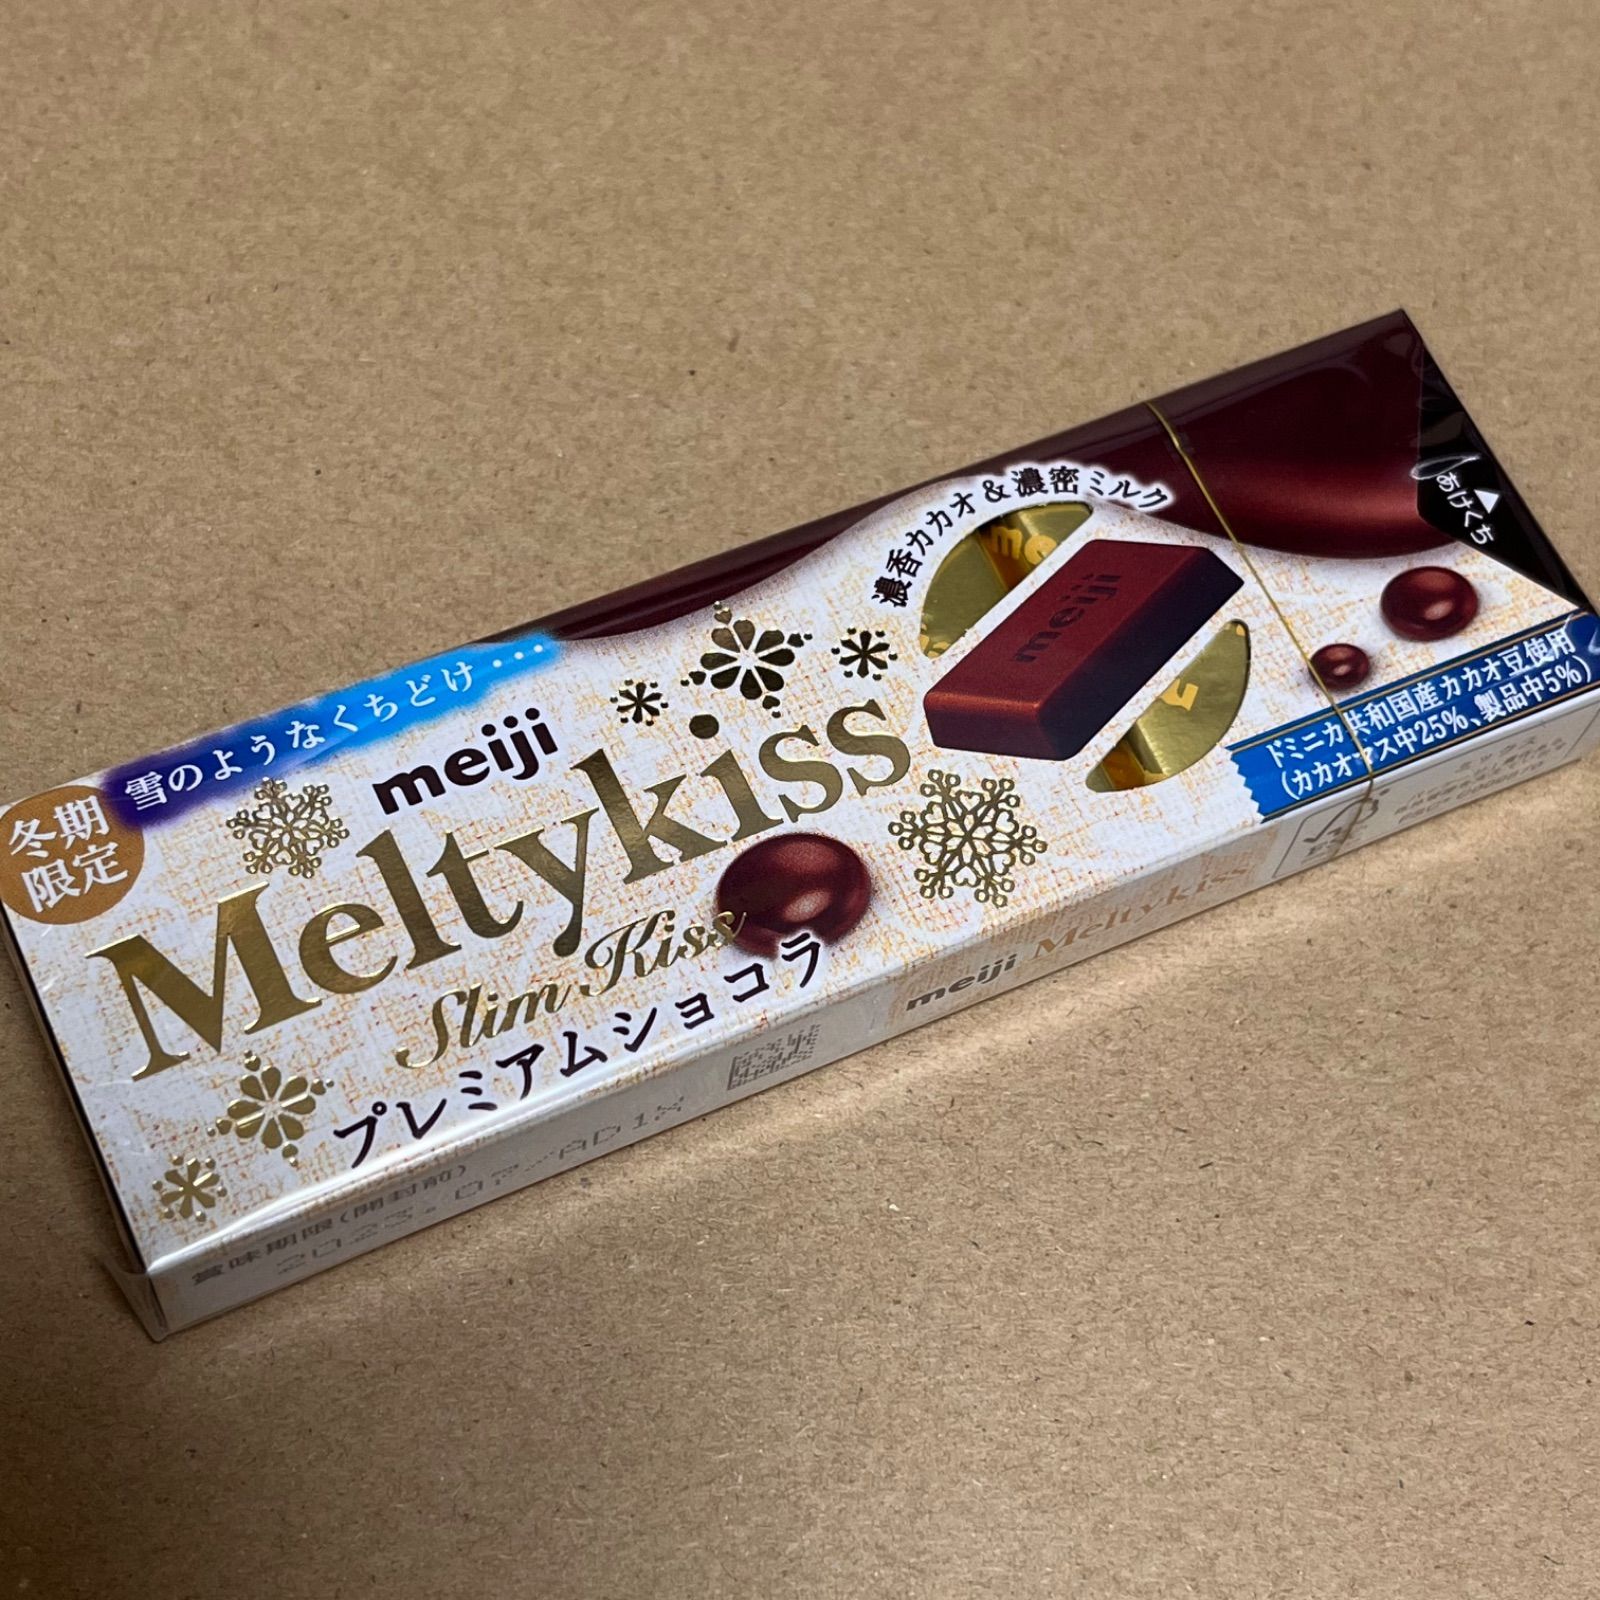 冬期
限定
雪のようなくちどけ・・・
meiji
Meltykiss
Slim Kiss
プレミアムショコラ
濃香カカオ&濃密ミルク
meiji
あけくち
ドミニカ共和国産カカオ豆使用
(カカオマス中25%、製品中5%)
meiji Meltykiss
賞味期限(開封前)